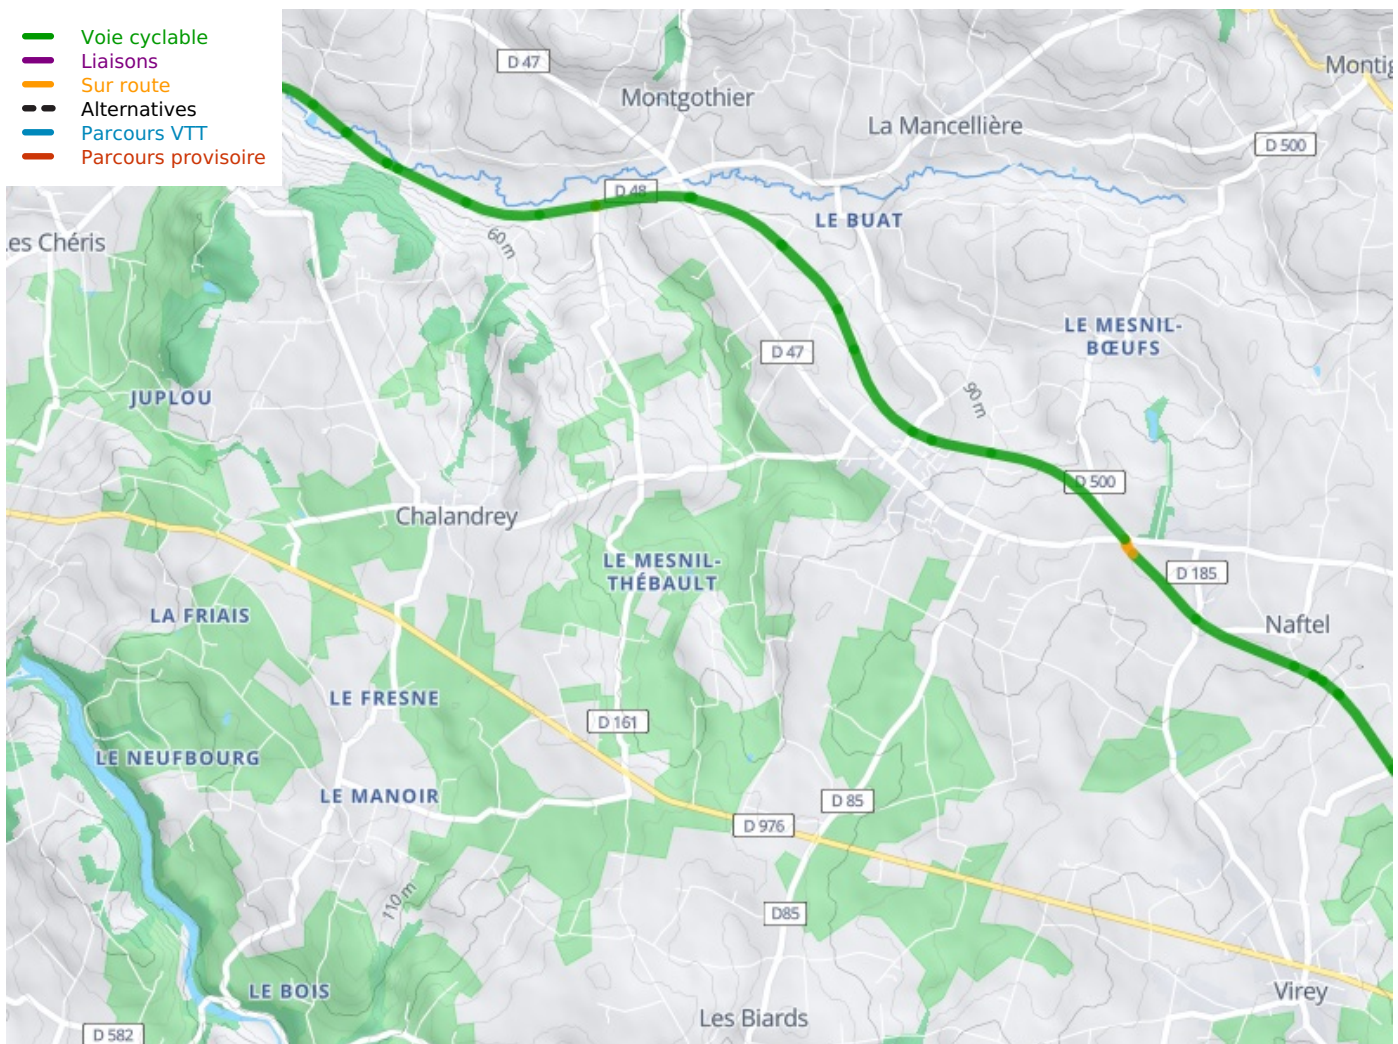 Voie cyclable
Liaisons
Sur route
Alternatives
Parcours VTT
Parcours provisoire
D 47
Montgothier
La Mancellière
Montig
D 500
D 48
LE BUAT
es Chéris
60 m
LE MESNIL-
BŒUFS
D 47
JUPLOU
90 m
D 500
Chalandrey
LE MESNIL-
THÉBAULT
D 185
LA FRIAIS
Naftel
LE FRESNE
D 161
LE NEUFBOURG
LE MANOIR
D 85
D 976
110 m
D85
LE BOIS
Virey
Les Biards
D 582